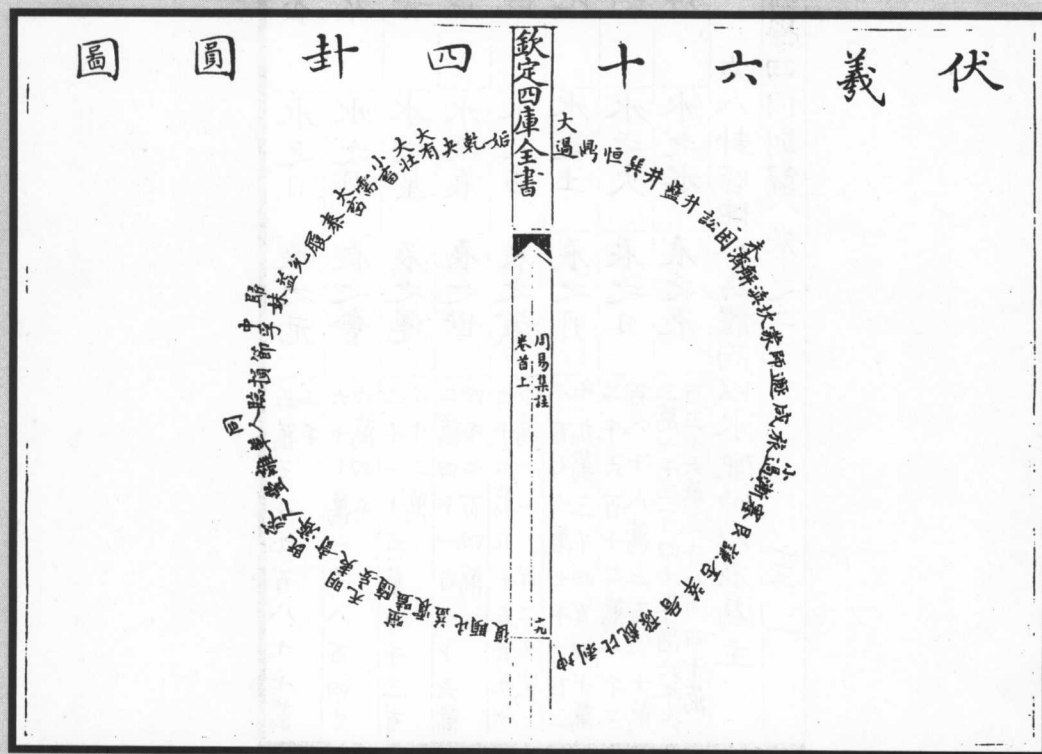 伏羲六十四卦圓圖
欽定四庫全書
周易集註
卷首上
十九
大過鼎恒巽井蠱升訟困未濟解渙坎蒙師遯咸旅小過漸蹇艮謙否萃晉豫觀比剝坤
姤乾夬大有大壯小畜需大畜泰履兌歸妹中孚節損臨同人革離豐家人既濟賁明夷无妄隨噬嗑震益屯頤復